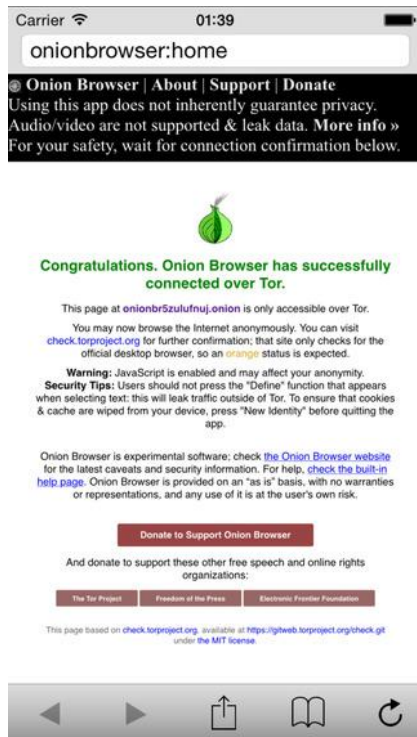 Carrier 01:39
onionbrowser:home
Onion Browser | About | Support | Donate
Using this app does not inherently guarantee privacy.
Audio/video are not supported & leak data. More info »
For your safety, wait for connection confirmation below.
Congratulations. Onion Browser has successfully
connected over Tor.
This page at onionbr5zulufnuj.onion is only accessible over Tor.
You may now browse the Internet anonymously. You can visit
check.torproject.org for further confirmation; that site only checks for the
official desktop browser, so an orange status is expected.
Warning: JavaScript is enabled and may affect your anonymity.
Security Tips: Users should not press the "Define" function that appears
when selecting text: this will leak traffic outside of Tor. To ensure that cookies
& cache are wiped from your device, press "New Identity" before quitting the
app.
Onion Browser is experimental software; check the Onion Browser website
for the latest caveats and security information. For help, check the built-in
help page. Onion Browser is provided on an "as is" basis, with no warranties
or representations, and any use of it is at the user's own risk.
Donate to Support Onion Browser
And donate to support these other free speech and online rights
organizations:
The Tor Project Freedom of the Press Electronic Frontier Foundation
This page based on check.torproject.org, available at https://gitweb.torproject.org/check.git
under the MIT license.